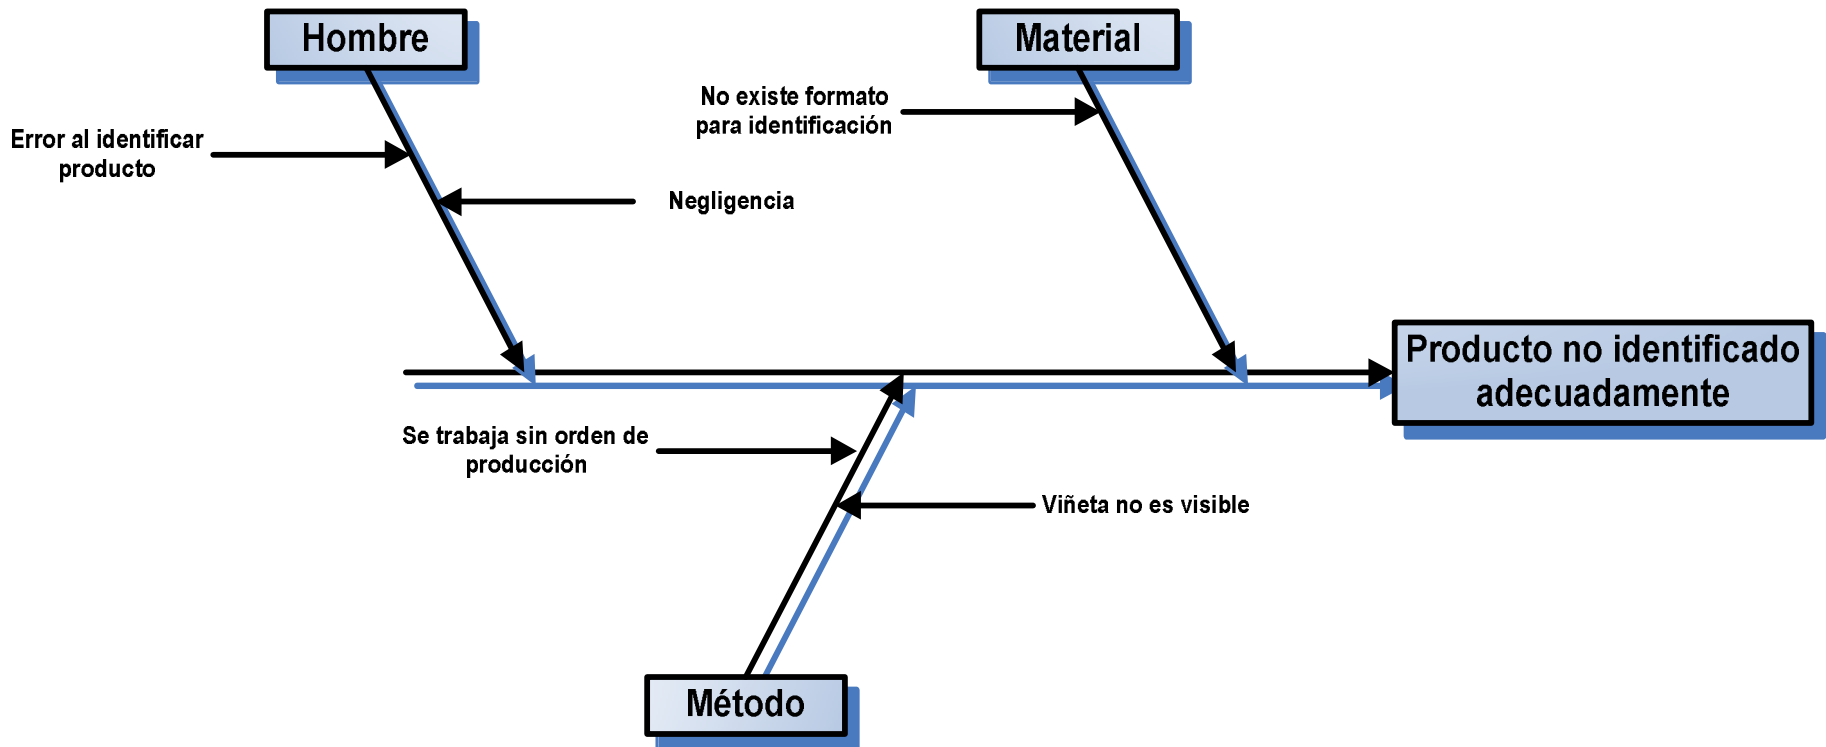 Hombre
Material
No existe formato
para identificación
Error al identificar
producto
Negligencia
Producto no identificado
adecuadamente
Se trabaja sin orden de
producción
Viñeta no es visible
Método